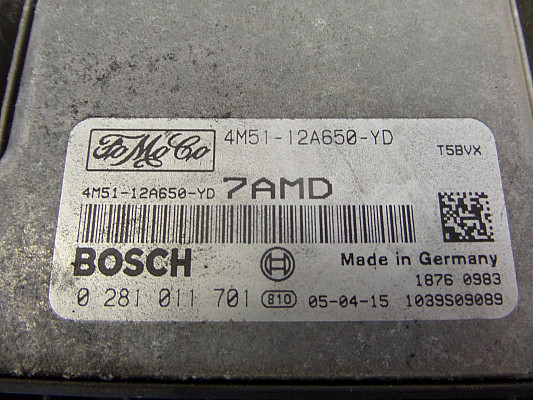 FoMoCo 4M51-12A650-YD
T5BVX
4M51-12A650-YD 7AMD
BOSCH
Made in Germany
1876 0983
0 281 011 701 810 05-04-15 1039S09089